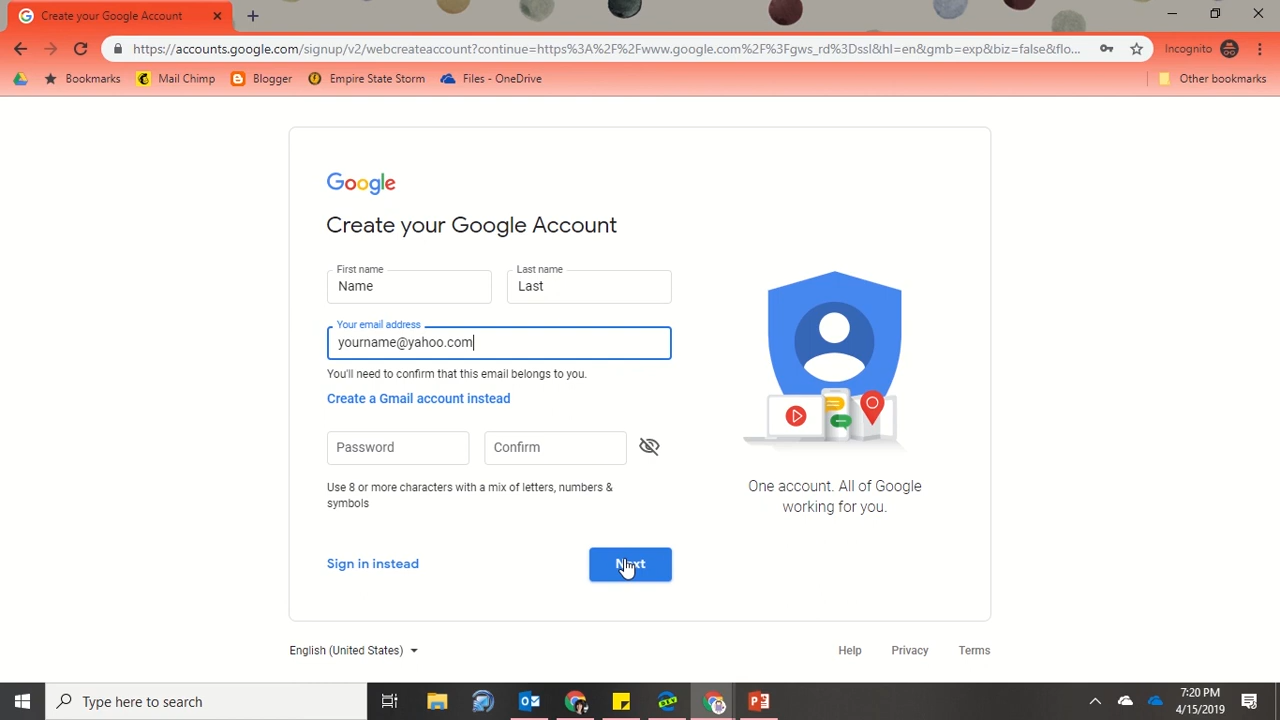 Create your Google Account
https://accounts.google.com/signup/v2/webcreateaccount?continue=https%3A%2F%2Fwww.google.com%2F%3Fgws_rd%3Dssl&hl=en&gmb=exp&biz=false&flo...
Incognito
Bookmarks Mail Chimp Blogger Empire State Storm Files - OneDrive Other bookmarks
Google
Create your Google Account
First name Last name
Name Last
Your email address
yourname@yahoo.com
You'll need to confirm that this email belongs to you.
Create a Gmail account instead
Password Confirm
Use 8 or more characters with a mix of letters, numbers &
symbols
One account. All of Google
working for you.
Sign in instead Next
English (United States) Help Privacy Terms
Type here to search
7:20 PM
4/15/2019